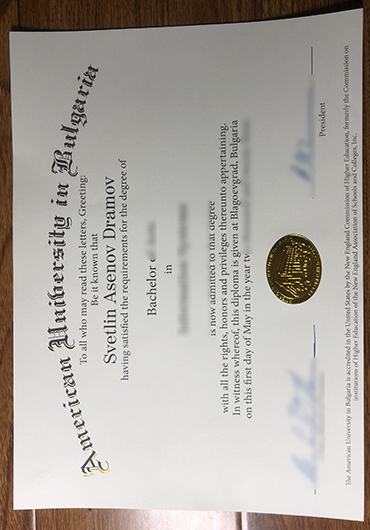 American University in Bulgaria
To all who may read these letters, Greeting:
Be it known that
Svetlin Asenov Dramov
having satisfied the requirements for the degree of
Bachelor
in
is now admitted to this degree
with all the rights, honors and privileges thereunto appertaining.
In witness whereof, this diploma is given at Blagoevgrad, Bulgaria
on this first day of May in the year
President
The American University in Bulgaria is accredited in the United States by the New England Commission of Higher Education, formerly the Commission on
institutions of Higher Education of the New England Association of Schools and Colleges, Inc.